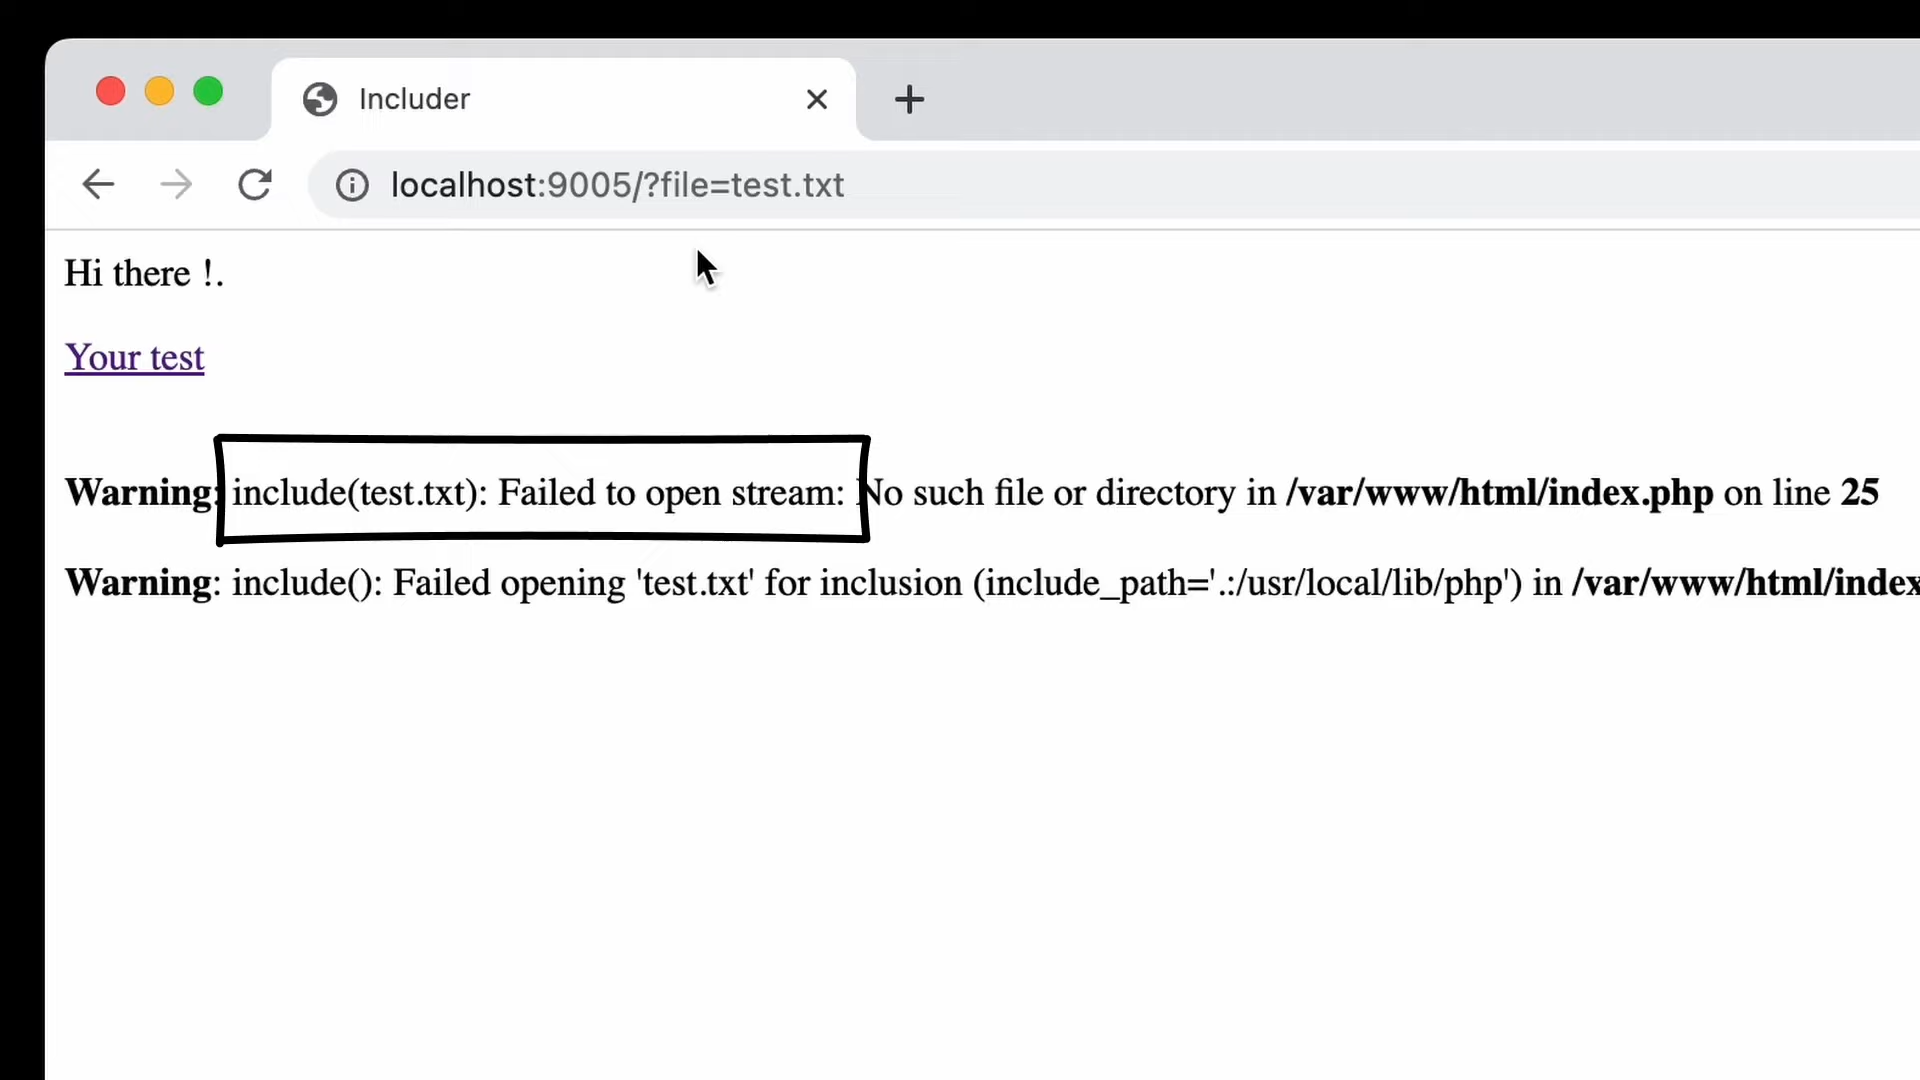 Includer
localhost:9005/?file=test.txt
Hi there !.
Your test
Warning: include(test.txt): Failed to open stream: No such file or directory in /var/www/html/index.php on line 25
Warning: include(): Failed opening 'test.txt' for inclusion (include_path='.:/usr/local/lib/php') in /var/www/html/index